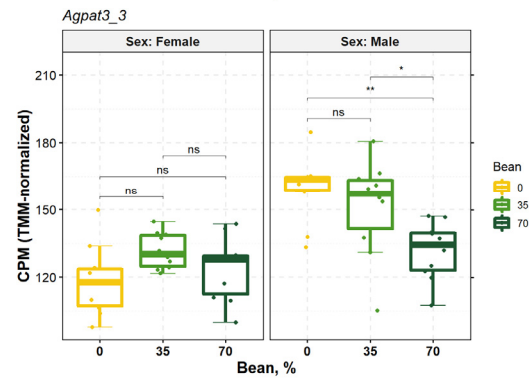 Agpat3_3
Sex: Female
Sex: Male
CPM (TMM-normalized)
210
180
150
120
ns
ns
ns
*
**
ns
0
35
70
0
35
70
Bean, %
Bean
0
35
70